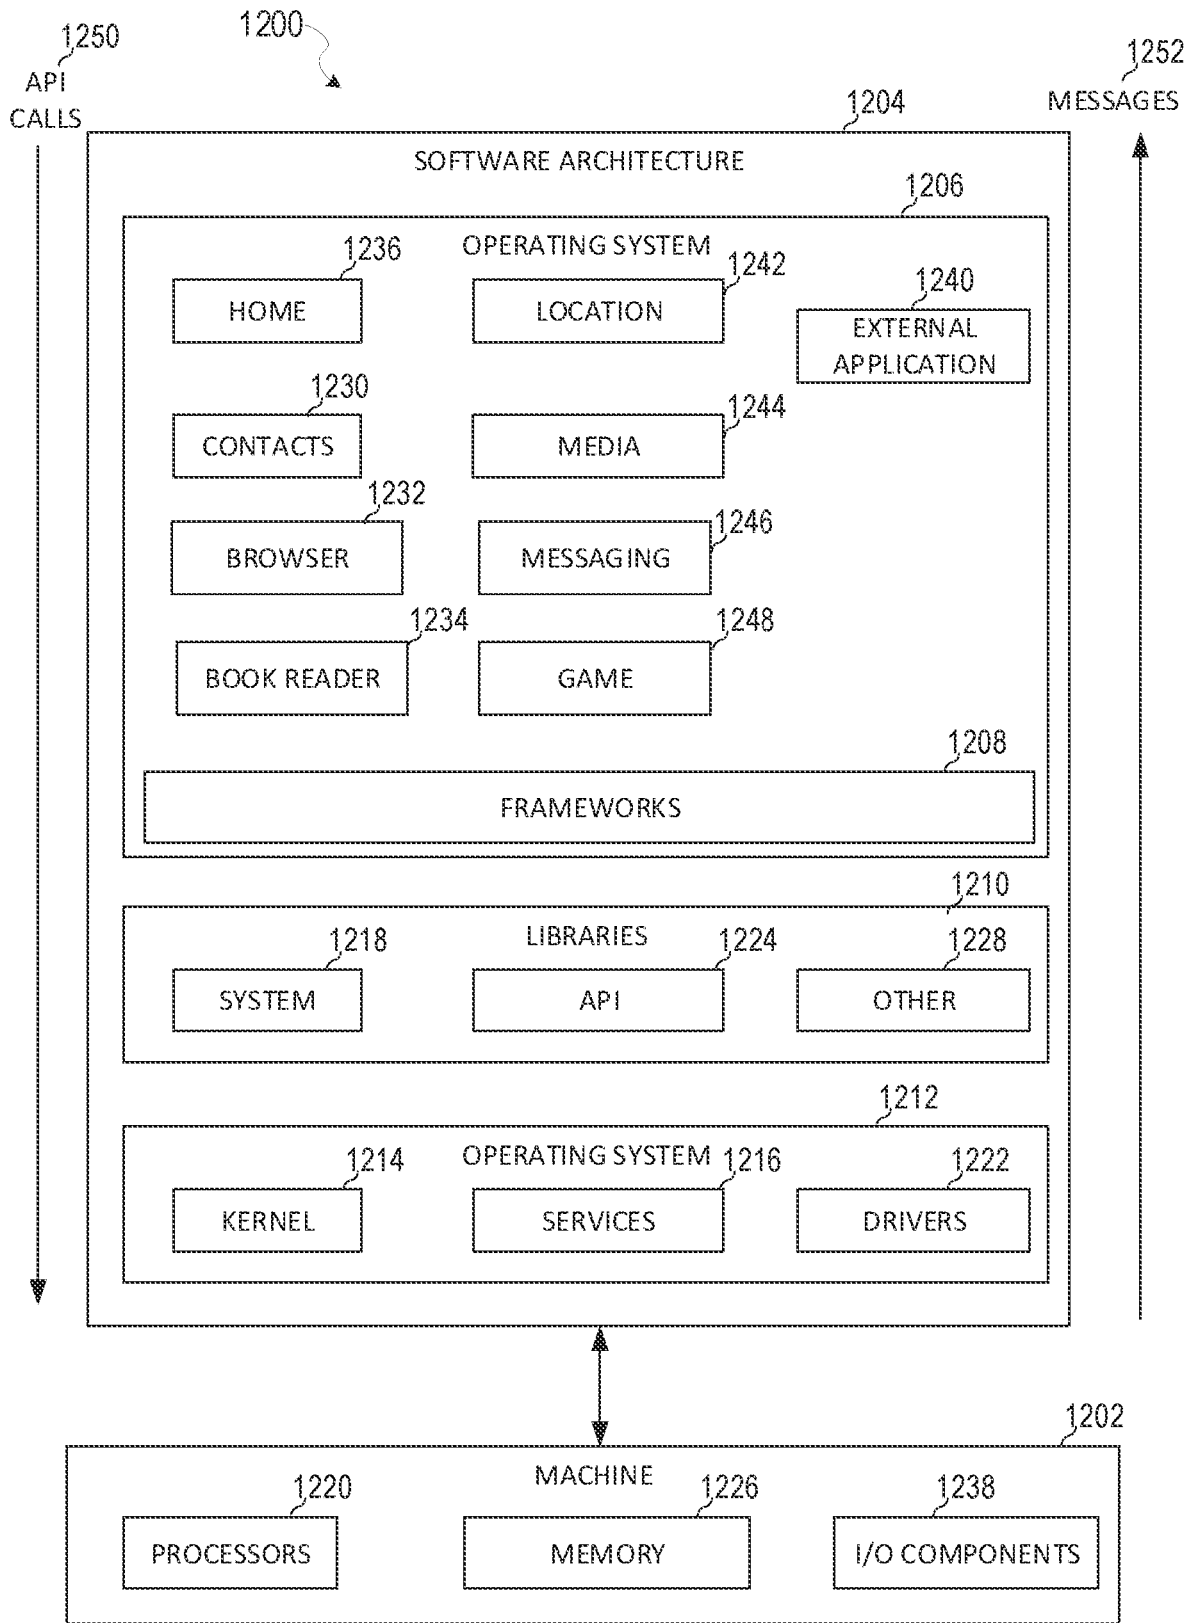 1250
API
CALLS
1200
1252
MESSAGES
1204
SOFTWARE ARCHITECTURE
1206
OPERATING SYSTEM
1236
HOME
1242
LOCATION
1240
EXTERNAL
APPLICATION
1230
CONTACTS
1244
MEDIA
1232
BROWSER
1246
MESSAGING
1234
BOOK READER
1248
GAME
1208
FRAMEWORKS
1210
LIBRARIES
1218
SYSTEM
1224
API
1228
OTHER
1212
OPERATING SYSTEM
1214
KERNEL
1216
SERVICES
1222
DRIVERS
1202
MACHINE
1220
PROCESSORS
1226
MEMORY
1238
I/O COMPONENTS